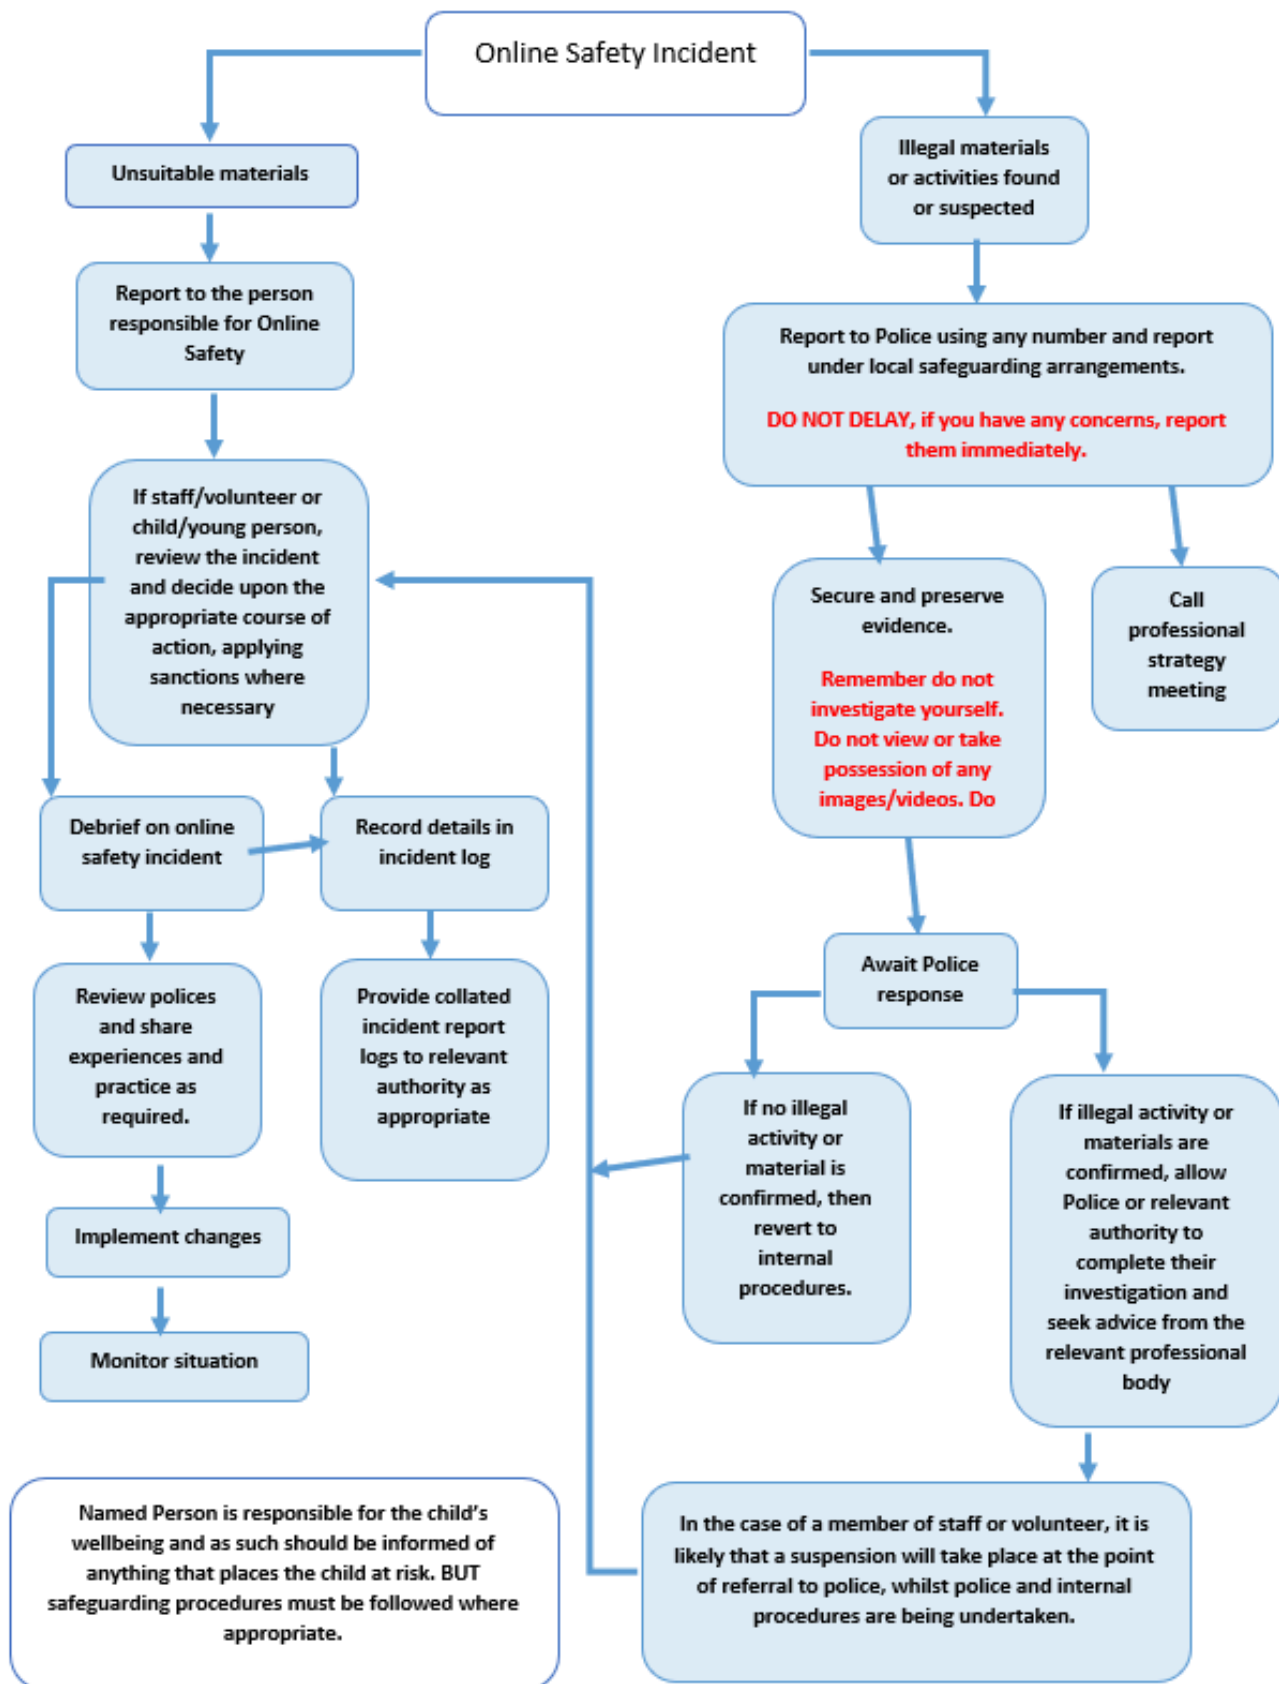 Online Safety Incident
Unsuitable materials
Illegal materials
or activities found
or suspected
Report to the person
responsible for Online
Safety
Report to Police using any number and report
under local safeguarding arrangements.
DO NOT DELAY, if you have any concerns, report
them immediately.
If staff/volunteer or
child/young person,
review the incident
and decide upon the
appropriate course of
action, applying
sanctions where
necessary
Secure and preserve
evidence.
Remember do not
investigate yourself.
Do not view or take
possession of any
images/videos. Do
Call
professional
strategy
meeting
Debrief on online
safety incident
Record details in
incident log
Await Police
response
Review polices
and share
experiences and
practice as
required.
Provide collated
incident report
logs to relevant
authority as
appropriate
If no illegal
activity or
material is
confirmed, then
revert to
internal
procedures.
If illegal activity or
materials are
confirmed, allow
Police or relevant
authority to
complete their
investigation and
seek advice from the
relevant professional
body
Implement changes
Monitor situation
Named Person is responsible for the child’s
wellbeing and as such should be informed of
anything that places the child at risk. BUT
safeguarding procedures must be followed where
appropriate.
In the case of a member of staff or volunteer, it is
likely that a suspension will take place at the point
of referral to police, whilst police and internal
procedures are being undertaken.